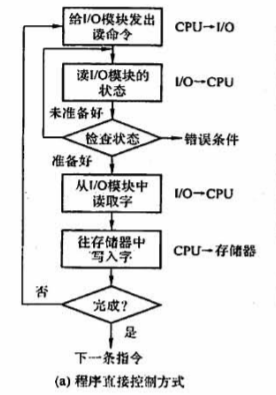 给I/O模块发出
读命令
CPU→I/O
读I/O模块的
状态
I/O→CPU
未准备好
检查状态
错误条件
准备好
从I/O模块中
读取字
I/O→CPU
往存储器中
写入字
CPU→存储器
否
完成?
是
下一条指令
(a) 程序直接控制方式